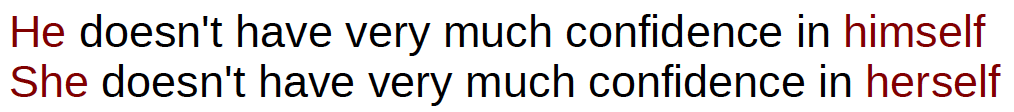 He doesn't have very much confidence in himself
She doesn't have very much confidence in herself